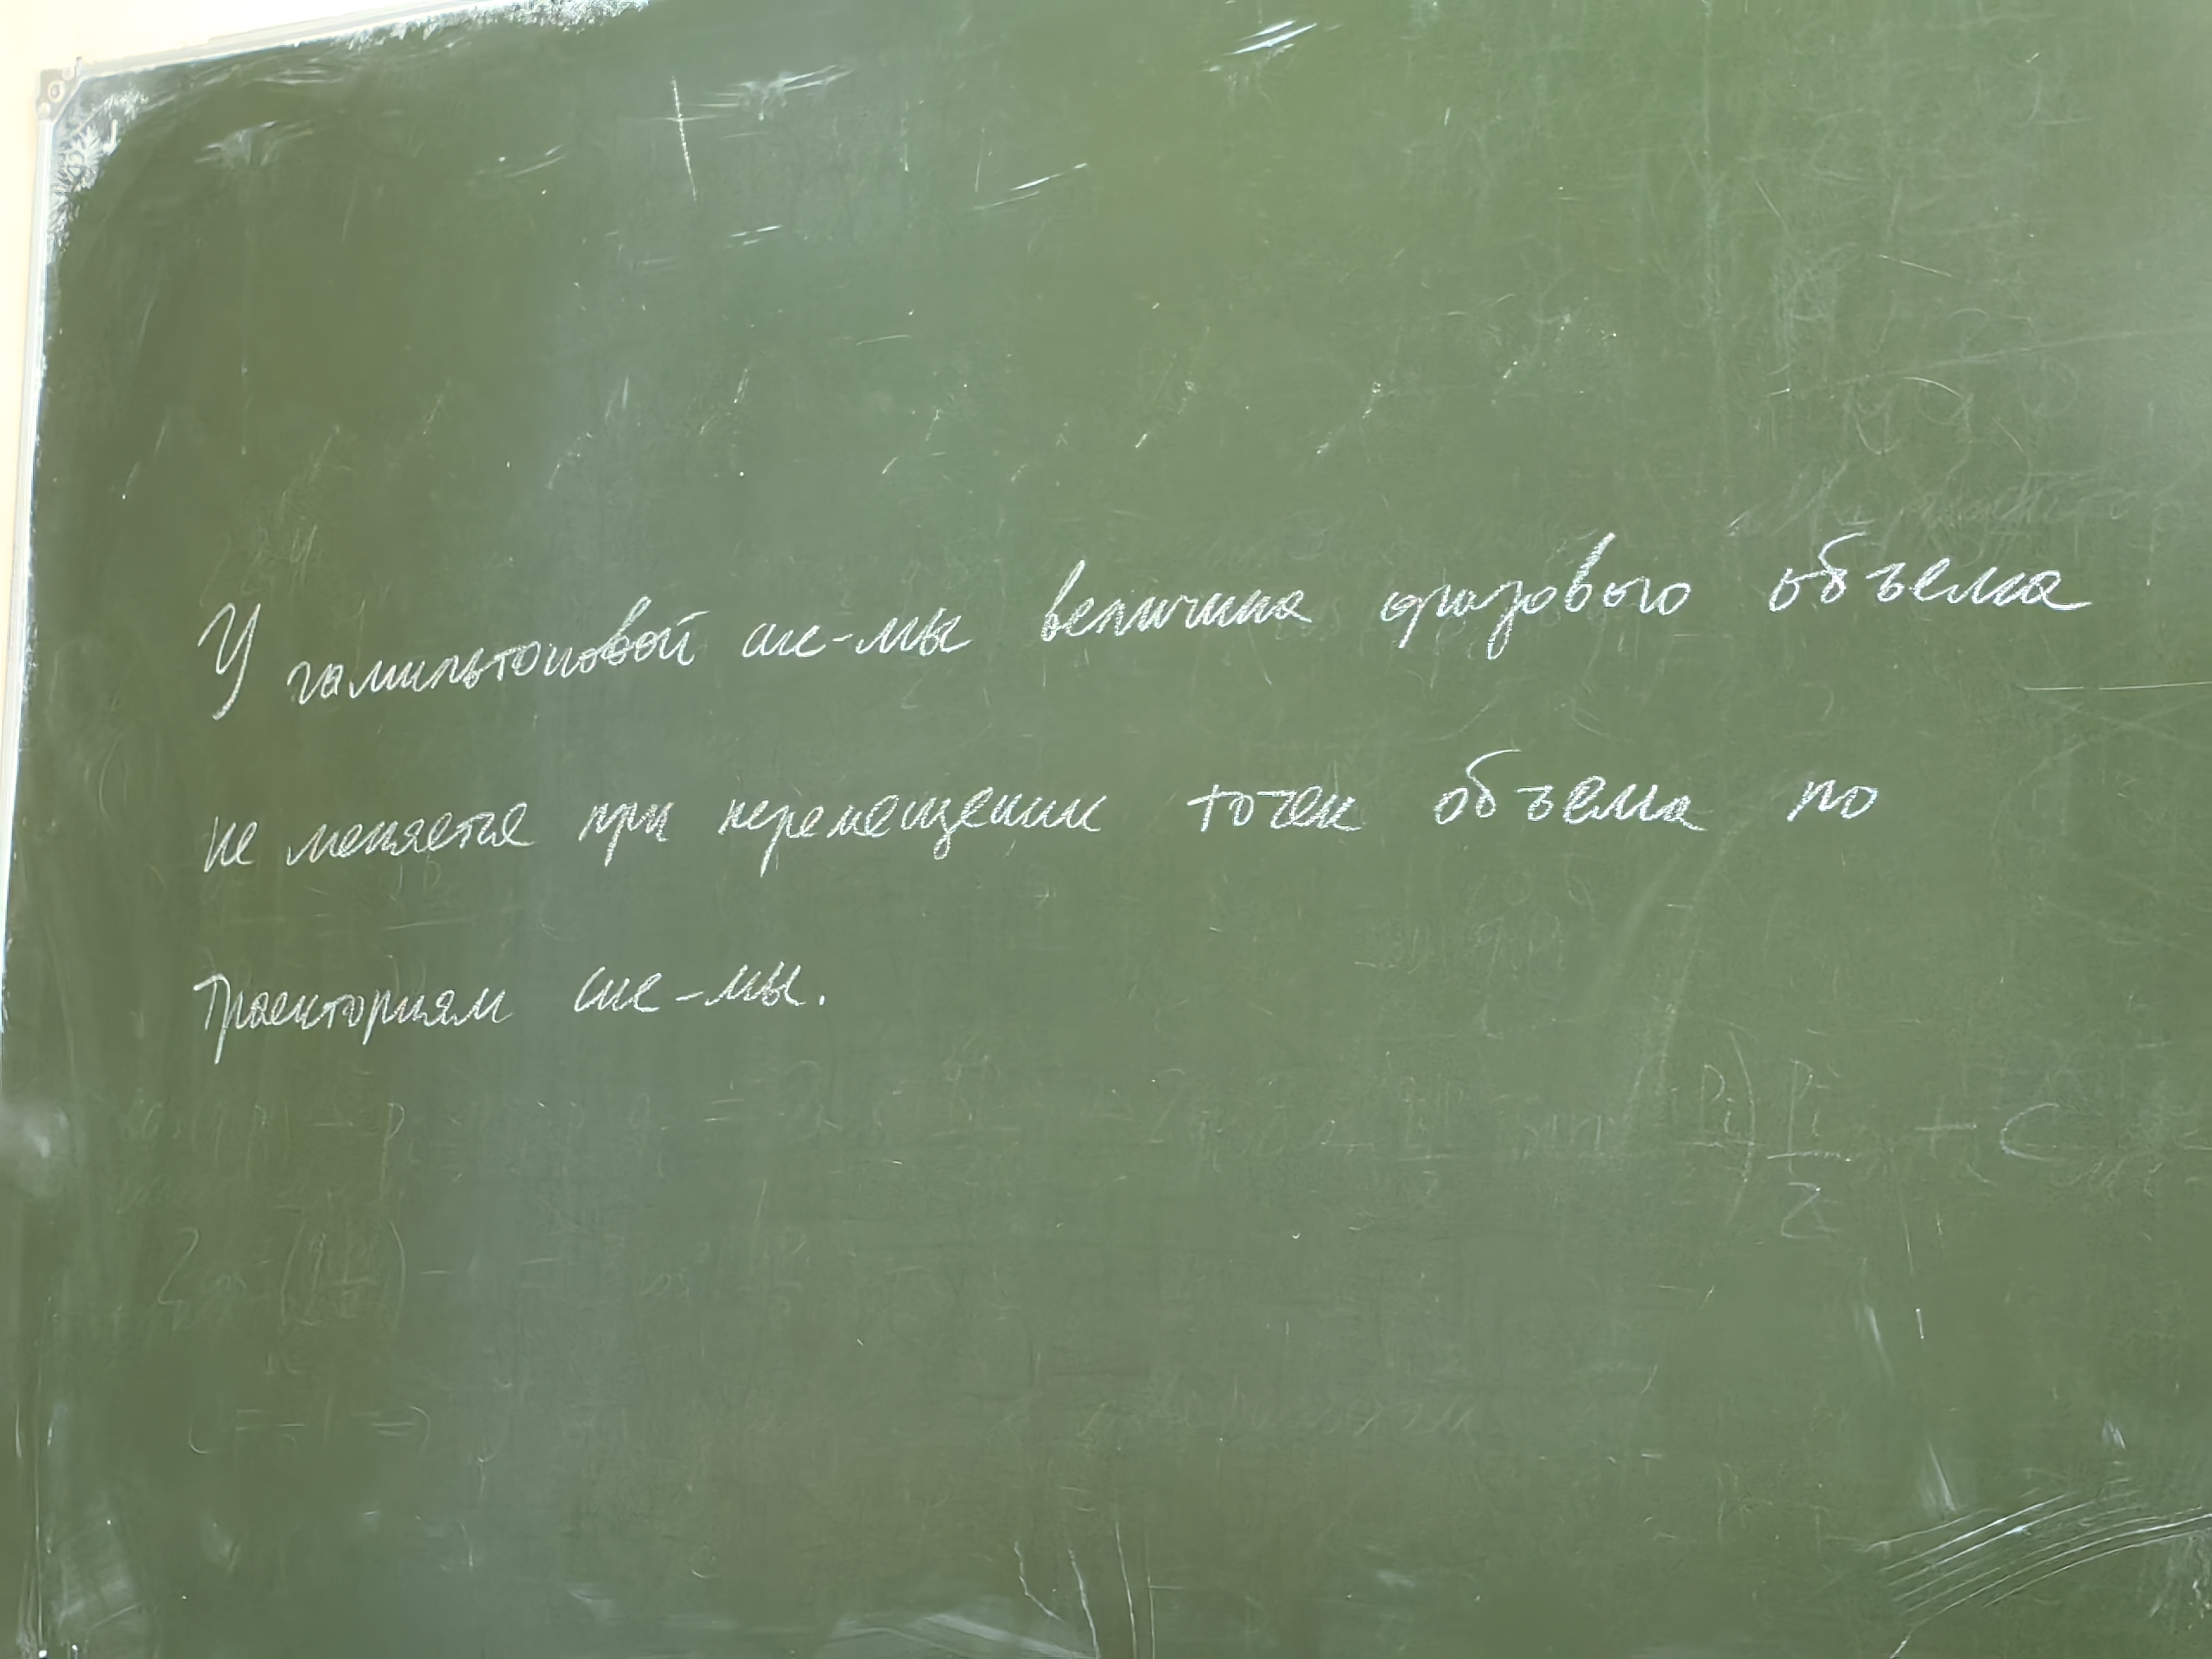 У гамильтоновой сис-мы величина фазового объема
не меняется при перемещении точек объема по
траекториям сис-мы.